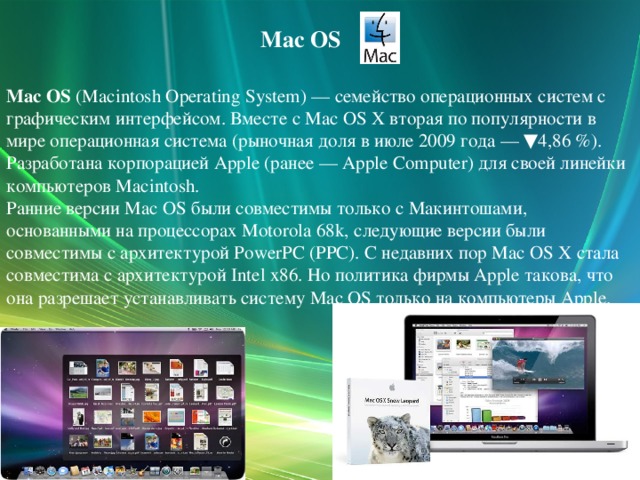 Mac OS
Mac
Mac OS (Macintosh Operating System) — семейство операционных систем с
графическим интерфейсом. Вместе с Mac OS X вторая по популярности в
мире операционная система (рыночная доля в июле 2009 года — ▼4,86 %).
Разработана корпорацией Apple (ранее — Apple Computer) для своей линейки
компьютеров Macintosh.
Ранние версии Mac OS были совместимы только с Макинтошами,
основанными на процессорах Motorola 68k, следующие версии были
совместимы с архитектурой PowerPC (PPC). С недавних пор Mac OS X стала
совместима с архитектурой Intel x86. Но политика фирмы Apple такова, что
она разрешает устанавливать систему Mac OS только на компьютеры Apple.
Mac OS X Snow Leopard
MacBook Pro